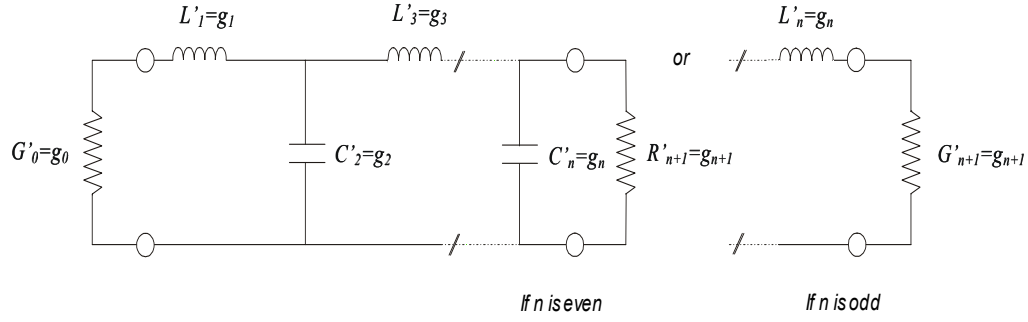 L'1=g1
L'3=g3
L'n=gn
or
G'0=g0
C'2=g2
C'n=gn
R'n+1=gn+1
G'n+1=gn+1
If n is even
If n is odd